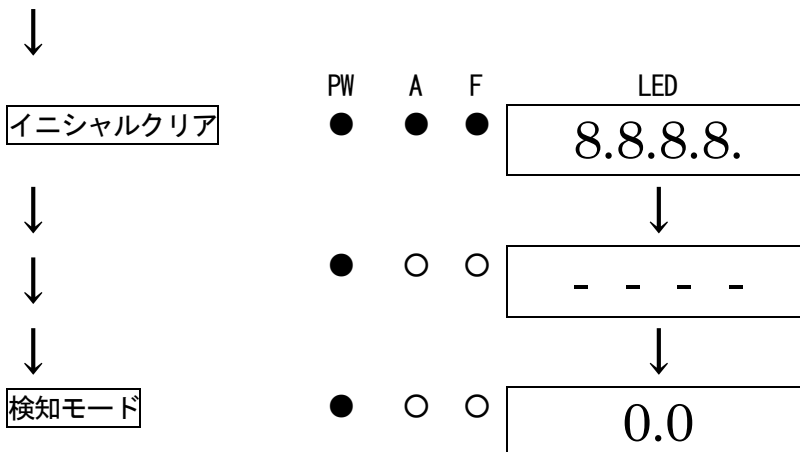 ↓
PW A F LED
イニシャルクリア ● ● ● 8.8.8.8.
↓ ↓
↓ ● ○ ○ - - - -
↓ ↓
検知モード ● ○ ○ 0.0